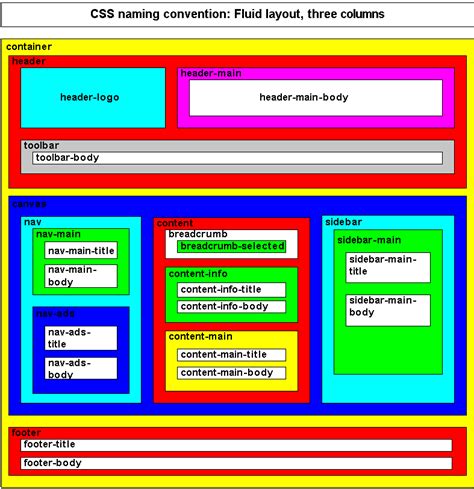 CSS naming convention: Fluid layout, three columns
container
header
header-logo
header-main
header-main-body
toolbar
toolbar-body
canvas
nav
nav-main
nav-main-title
nav-main-
body
nav-ads
nav-ads-
title
nav-ads-
body
content
breadcrumb
breadcrumb-selected
content-info
content-info-title
content-info-body
content-main
content-main-title
content-main-body
sidebar
sidebar-main
sidebar-main-
title
sidebar-main-
body
footer
footer-title
footer-body